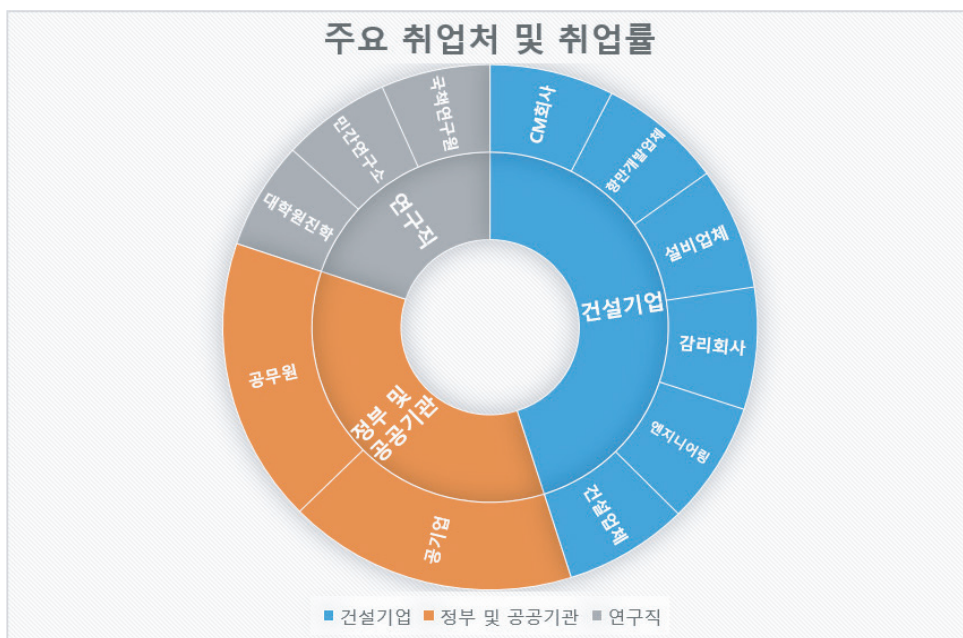 주요 취업처 및 취업률
CM회사
항만개발업체
설비업체
감리회사
엔지니어링
건설업체
공기업
공무원
대학원진학
민간연구소
국책연구원
건설기업
정부 및
공공기관
연구직
건설기업 정부 및 공공기관 연구직